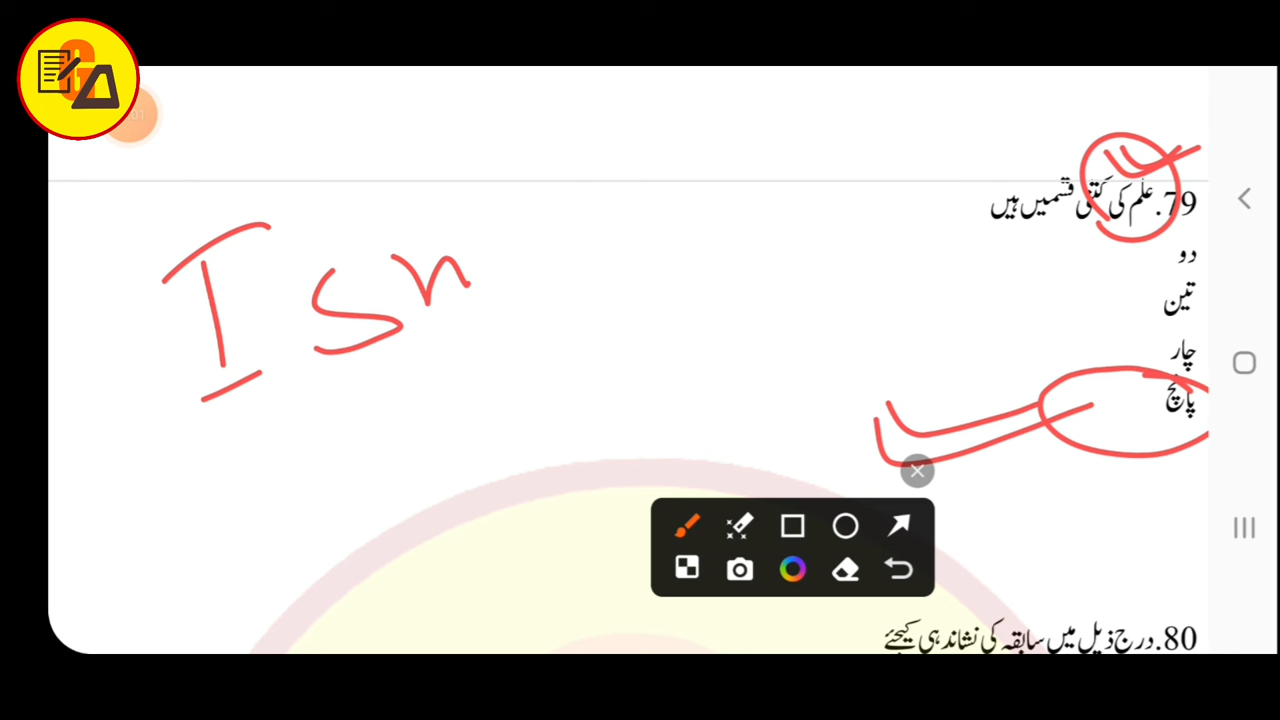 79. علم کی کتنی قسمیں ہیں
دو
تین
چار
پانچ
Isn
80. درج ذیل میں سابقہ کی نشاندہی کیجئے